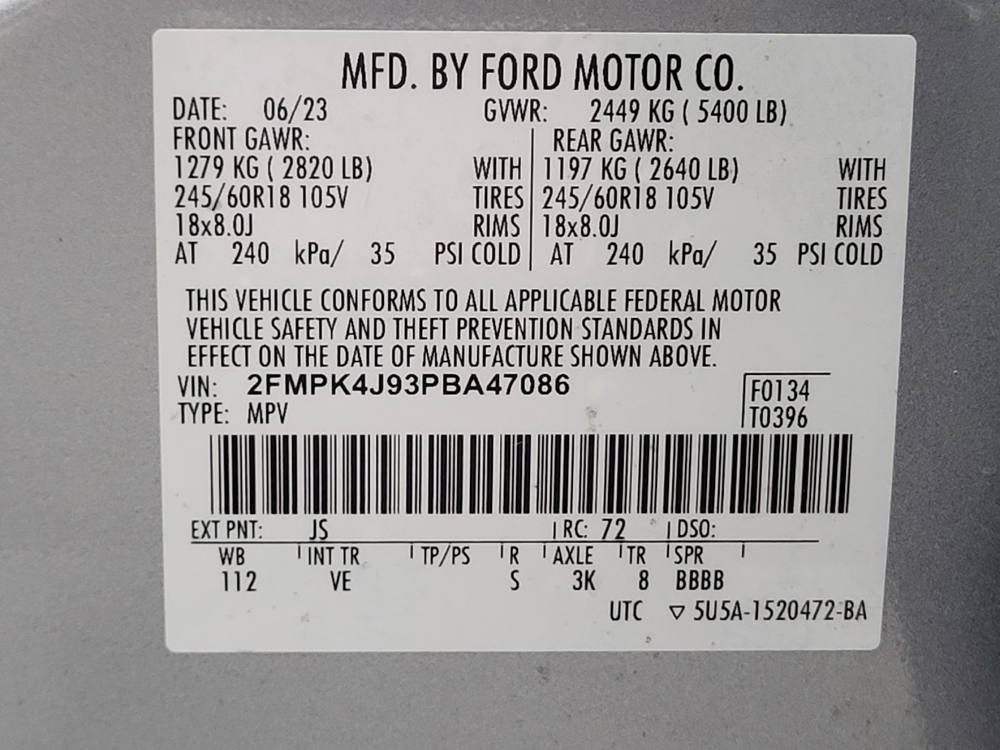 MFD. BY FORD MOTOR CO.
DATE: 06/23 GVWR: 2449 KG ( 5400 LB)
FRONT GAWR: REAR GAWR:
1279 KG ( 2820 LB) WITH 1197 KG ( 2640 LB) WITH
245/60R18 105V TIRES 245/60R18 105V TIRES
18x8.0J RIMS 18x8.0J RIMS
AT 240 kPa/ 35 PSI COLD AT 240 kPa/ 35 PSI COLD
THIS VEHICLE CONFORMS TO ALL APPLICABLE FEDERAL MOTOR
VEHICLE SAFETY AND THEFT PREVENTION STANDARDS IN
EFFECT ON THE DATE OF MANUFACTURE SHOWN ABOVE.
VIN: 2FMPK4J93PBA47086 F0134
TYPE: MPV T0396
EXT PNT: JS RC: 72 DSO:
WB INT TR TP/PS R AXLE TR SPR
112 VE S 3K 8 BBBB
UTC ▽ 5U5A-1520472-BA